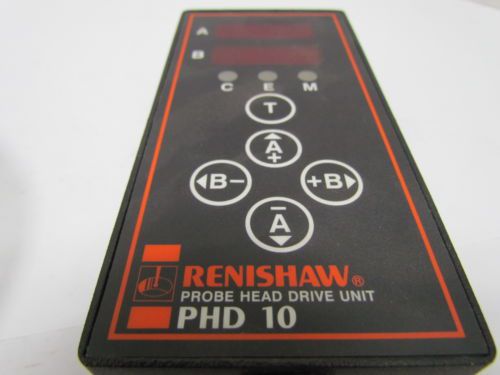 A
B
C E M
T
A+
B- +B
-A
RENISHAW®
PROBE HEAD DRIVE UNIT
PHD 10